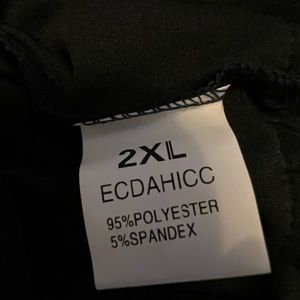 2XL
ECDAHICC
95%POLYESTER
5%SPANDEX